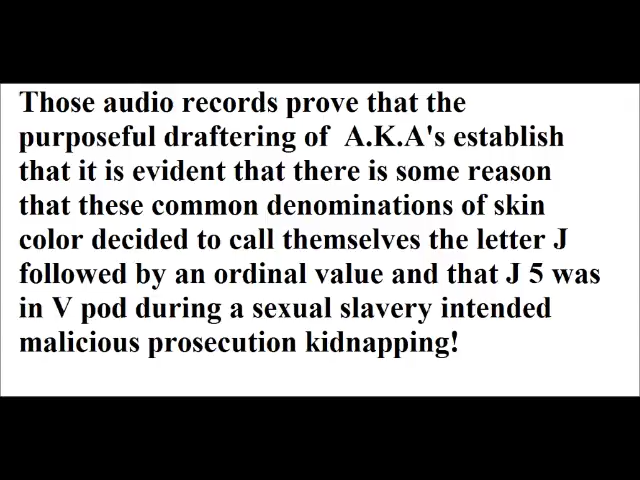 Those audio records prove that the
purposeful draftering of  A.K.A's establish
that it is evident that there is some reason
that these common denominations of skin
color decided to call themselves the letter J
followed by an ordinal value and that J 5 was
in V pod during a sexual slavery intended
malicious prosecution kidnapping!